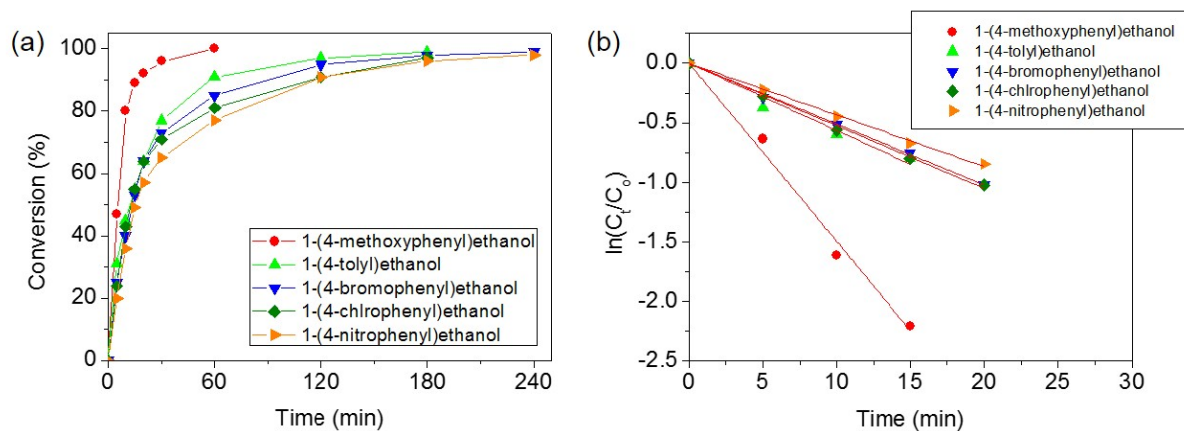 (a)
100
80
60
40
20
0
Conversion (%)
1-(4-methoxyphenyl)ethanol
1-(4-tolyl)ethanol
1-(4-bromophenyl)ethanol
1-(4-chlrophenyl)ethanol
1-(4-nitrophenyl)ethanol
0 60 120 180 240
Time (min)
(b)
1-(4-methoxyphenyl)ethanol
1-(4-tolyl)ethanol
1-(4-bromophenyl)ethanol
1-(4-chlrophenyl)ethanol
1-(4-nitrophenyl)ethanol
0.0
-0.5
-1.0
-1.5
-2.0
-2.5
ln(Ct/Co)
0 5 10 15 20 25 30
Time (min)